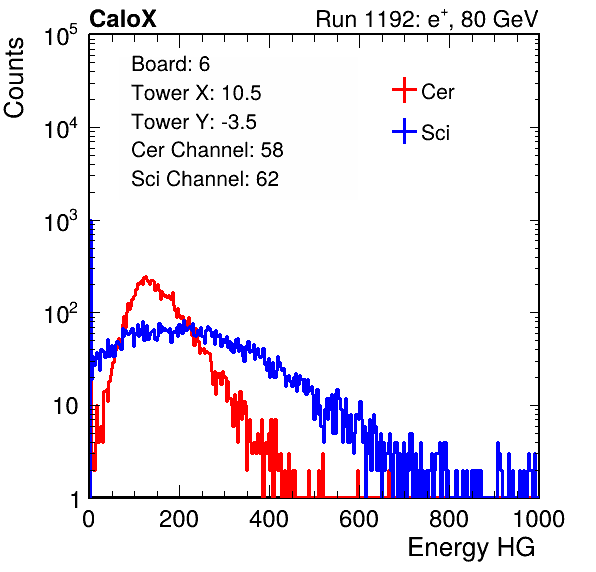 CaloX Run 1192: e⁺, 80 GeV
Counts
10⁵
10⁴
10³
10²
10
1
Board: 6
Tower X: 10.5
Tower Y: -3.5
Cer Channel: 58
Sci Channel: 62
Cer
Sci
0 200 400 600 800 1000
Energy HG